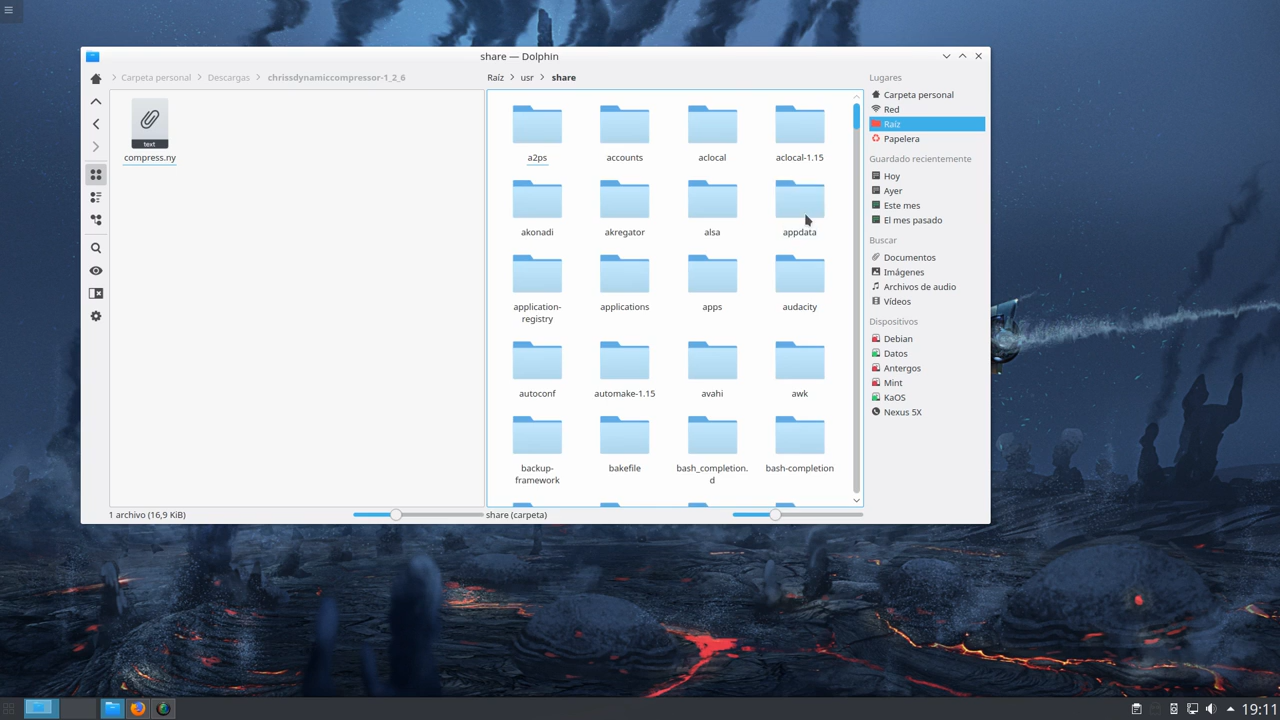 share — Dolphin
Carpeta personal
Descargas
chrissdynamiccompressor-1_2_6
Raíz
usr
share
text
compress.ny
a2ps
accounts
aclocal
aclocal-1.15
akonadi
akregator
alsa
appdata
application-
registry
applications
apps
audacity
autoconf
automake-1.15
avahi
awk
backup-
framework
bakefile
bash_completion.
d
bash-completion
1 archivo (16,9 KiB)
share (carpeta)
Lugares
Carpeta personal
Red
Raíz
Papelera
Guardado recientemente
Hoy
Ayer
Este mes
El mes pasado
Buscar
Documentos
Imágenes
Archivos de audio
Vídeos
Dispositivos
Debian
Datos
Antergos
Mint
KaOS
Nexus 5X
19:11